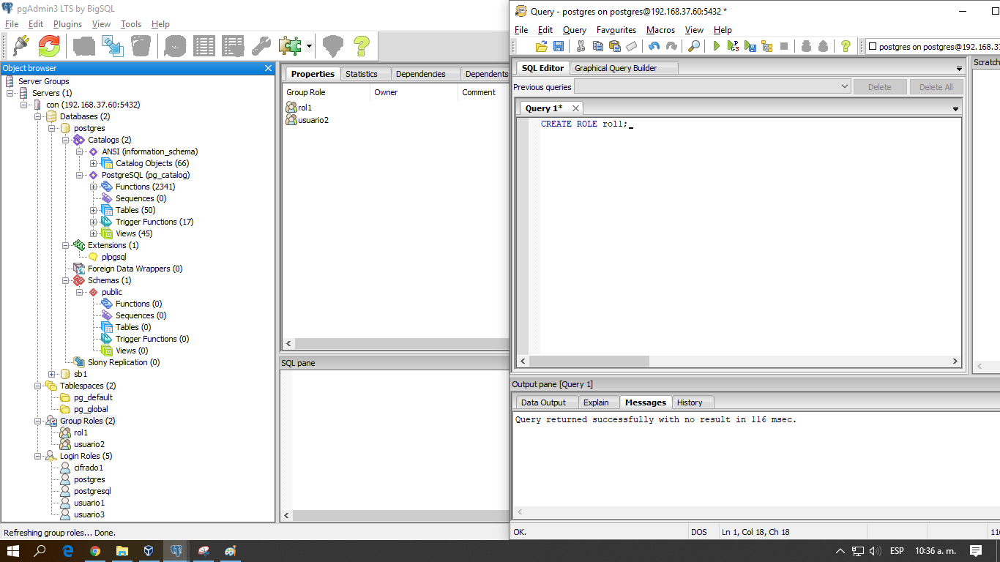 pgAdmin3 LTS by BigSQL
File Edit Plugins View Tools Help
Object browser
Server Groups
Servers (1)
con (192.168.37.60:5432)
Databases (2)
postgres
Catalogs (2)
ANSI (information_schema)
Catalog Objects (66)
PostgreSQL (pg_catalog)
Functions (2341)
Sequences (0)
Tables (50)
Trigger Functions (17)
Views (45)
Extensions (1)
plpgsql
Foreign Data Wrappers (0)
Schemas (1)
public
Functions (0)
Sequences (0)
Tables (0)
Trigger Functions (0)
Views (0)
Slony Replication (0)
sb1
Tablespaces (2)
pg_default
pg_global
Group Roles (2)
rol1
usuario2
Login Roles (5)
cifrado1
postgres
postgresql
usuario1
usuario3
Refreshing group roles... Done.
Properties Statistics Dependencies Dependents
Group Role Owner Comment
rol1
usuario2
SQL pane
Query - postgres on postgres@192.168.37.60:5432 *
File Edit Query Favourites Macros View Help
postgres on postgres@192.168.37
SQL Editor Graphical Query Builder
Scratch
Previous queries Delete Delete All
Query 1*
CREATE ROLE rol1;
Output pane [Query 1]
Data Output Explain Messages History
Query returned successfully with no result in 116 msec.
OK. DOS Ln 1, Col 18, Ch 18 116
ESP 10:36 a. m.